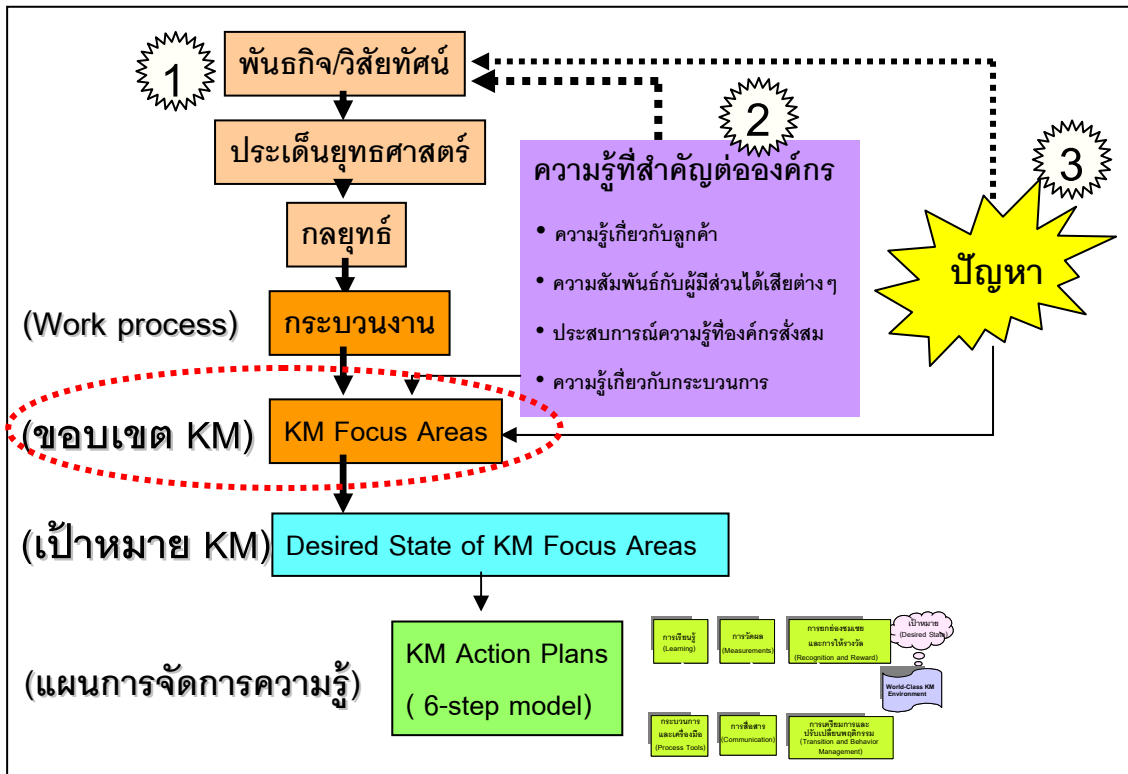 1
พันธกิจ/วิสัยทัศน์
ประเด็นยุทธศาสตร์
กลยุทธ์
(Work process)
กระบวนงาน
2
ความรู้ที่สำคัญต่อองค์กร
• ความรู้เกี่ยวกับลูกค้า
• ความสัมพันธ์กับผู้มีส่วนได้เสียต่างๆ
• ประสบการณ์ความรู้ที่องค์กรสั่งสม
• ความรู้เกี่ยวกับกระบวนการ
3
ปัญหา
(ขอบเขต KM)
KM Focus Areas
(เป้าหมาย KM)
Desired State of KM Focus Areas
(แผนการจัดการความรู้)
KM Action Plans
( 6-step model)
การเรียนรู้
(Learning)
การวัดผล
(Measurements)
การยกย่องชมเชย
และการให้รางวัล
(Recognition and Reward)
เป้าหมาย
(Desired State)
World-Class KM
Environment
กระบวนการ
และเครื่องมือ
(Process Tools)
การสื่อสาร
(Communication)
การเตรียมการและ
ปรับเปลี่ยนพฤติกรรม
(Transition and Behavior
Management)